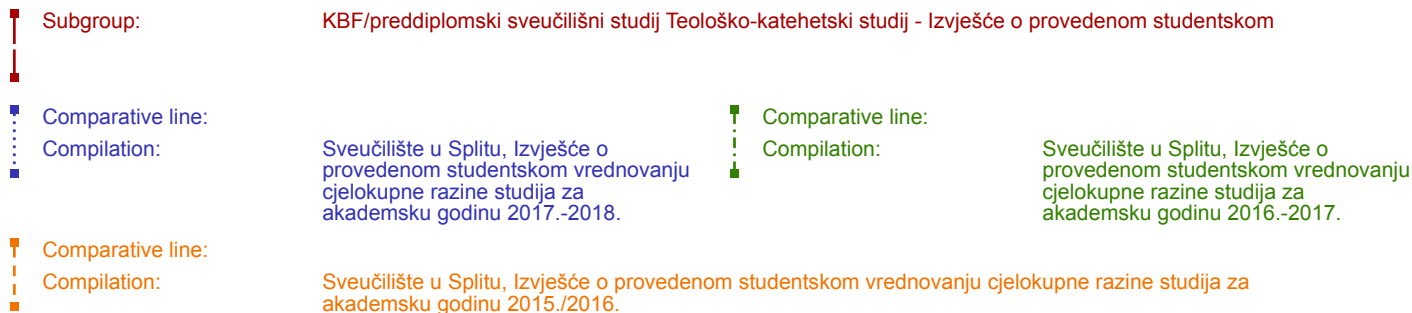 Subgroup: KBF/preddiplomski sveučilišni studij Teološko-katehetski studij - Izvješće o provedenom studentskom
Comparative line:
Compilation: Sveučilište u Splitu, Izvješće o
provedenom studentskom vrednovanju
cjelokupne razine studija za
akademsku godinu 2017.-2018.
Comparative line:
Compilation: Sveučilište u Splitu, Izvješće o
provedenom studentskom vrednovanju
cjelokupne razine studija za
akademsku godinu 2016.-2017.
Comparative line:
Compilation: Sveučilište u Splitu, Izvješće o provedenom studentskom vrednovanju cjelokupne razine studija za
akademsku godinu 2015./2016.